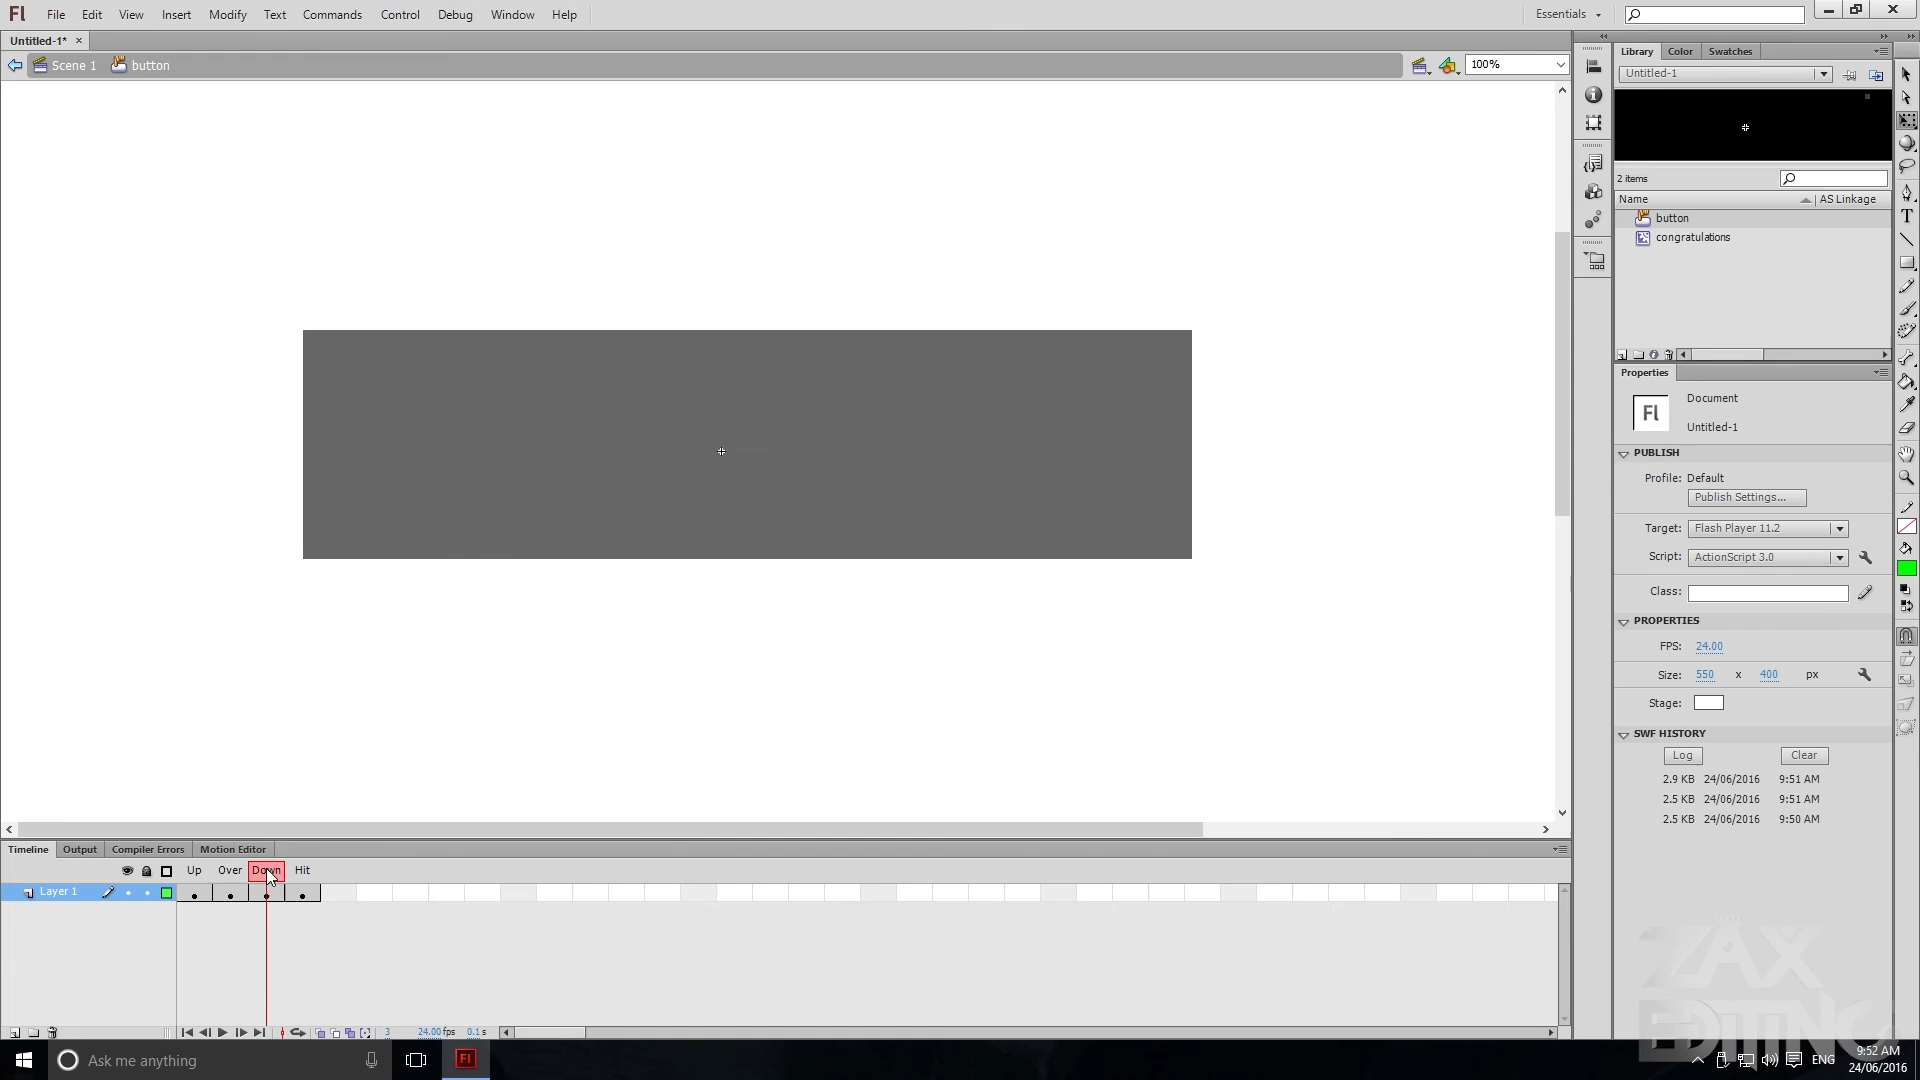 Fl File Edit View Insert Modify Text Commands Control Debug Window Help Essentials
Untitled-1* ×
Scene 1 button 100%
Library Color Swatches
Untitled-1
2 items
Name AS Linkage
button
congratulations
Properties
Fl Document
Untitled-1
PUBLISH
Profile: Default
Publish Settings...
Target: Flash Player 11.2
Script: ActionScript 3.0
Class:
PROPERTIES
FPS: 24.00
Size: 550 x 400 px
Stage:
SWF HISTORY
Log Clear
2.9 KB 24/06/2016 9:51 AM
2.5 KB 24/06/2016 9:51 AM
2.5 KB 24/06/2016 9:50 AM
Timeline Output Compiler Errors Motion Editor
Up Over Down Hit
Layer 1
3 24.00 fps 0.1 s
ZAX
EDITING
Ask me anything
Fl
ENG
9:52 AM
24/06/2016